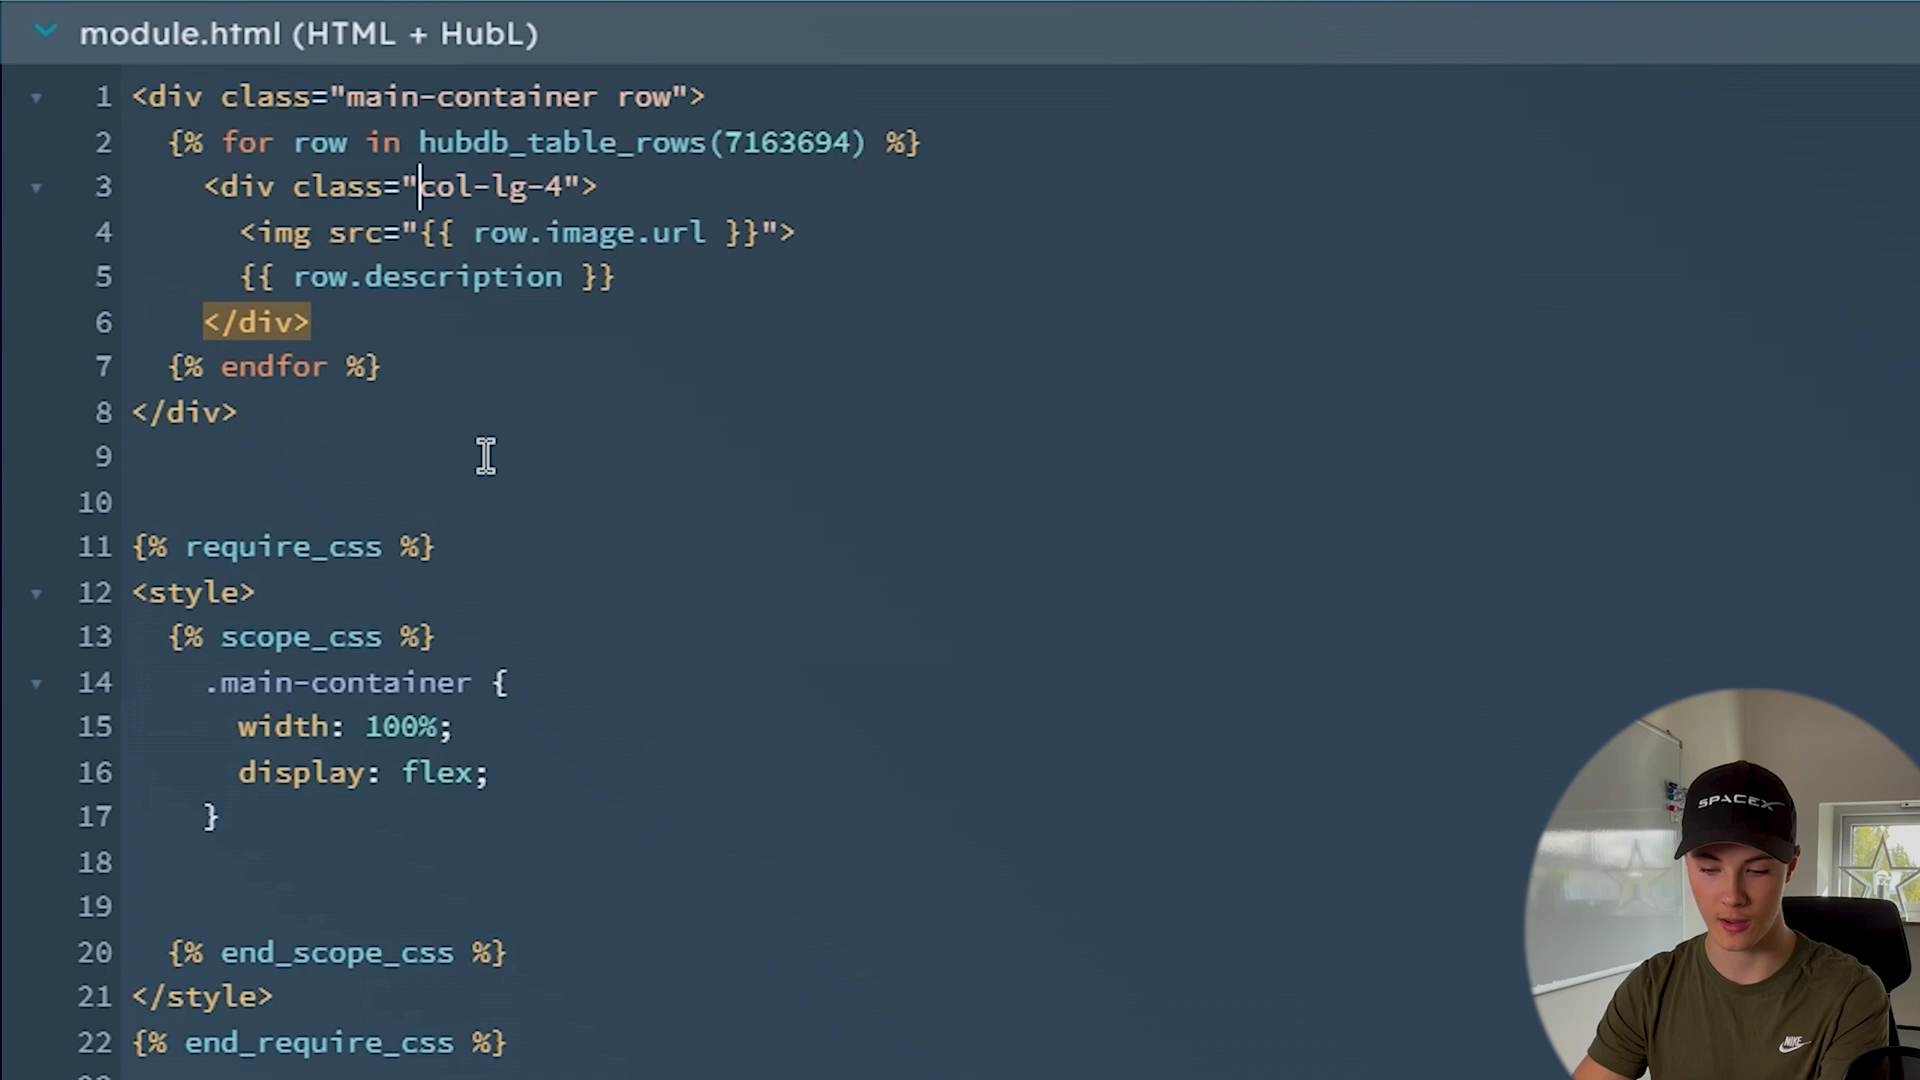 module.html (HTML + HubL)
1 <div class="main-container row">
2 {% for row in hubdb_table_rows(7163694) %}
3 <div class="col-lg-4">
4 <img src="{{ row.image.url }}">
5 {{ row.description }}
6 </div>
7 {% endfor %}
8 </div>
9
10
11 {% require_css %}
12 <style>
13 {% scope_css %}
14 .main-container {
15 width: 100%;
16 display: flex;
17 }
18
19
20 {% end_scope_css %}
21 </style>
22 {% end_require_css %}
SPACEX
NIKE